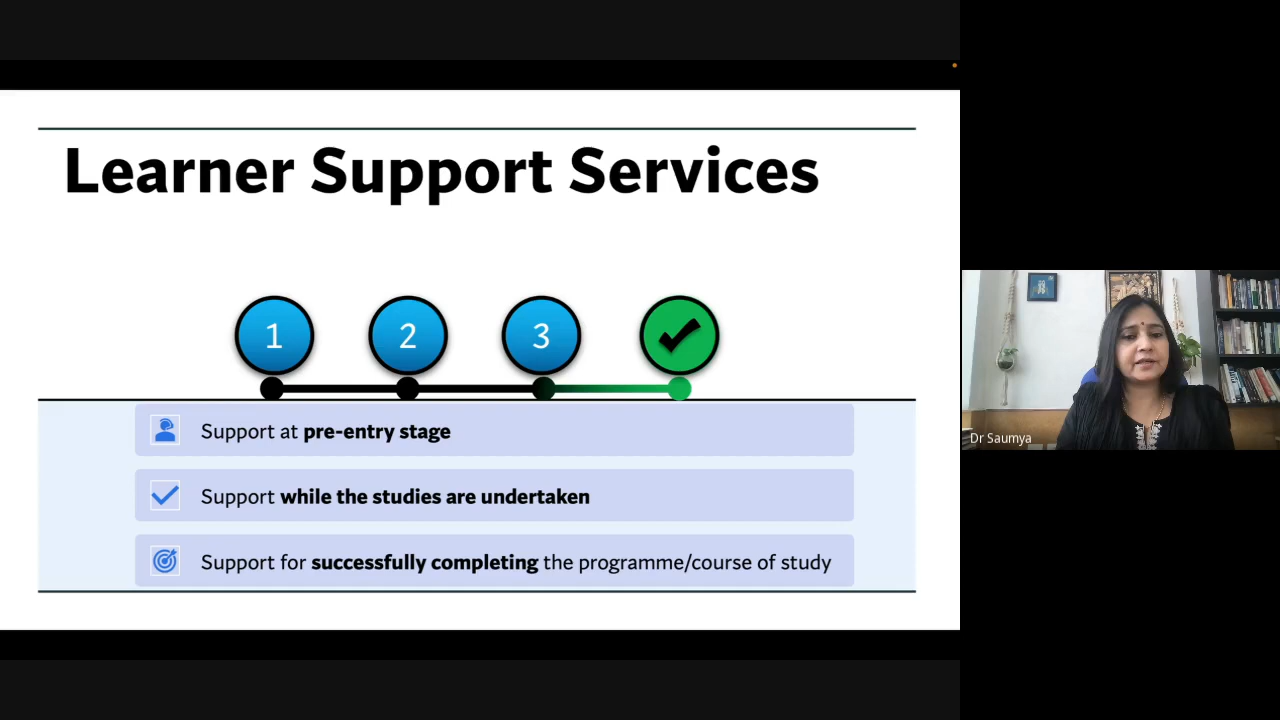 Learner Support Services
1 2 3
Support at pre-entry stage
Support while the studies are undertaken
Support for successfully completing the programme/course of study
Dr Saumya